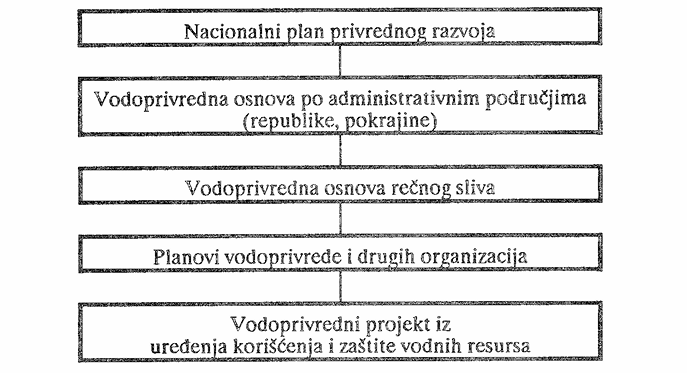 Nacionalni plan privrednog razvoja
Vodoprivredna osnova po administrativnim područjima
(republike, pokrajine)
Vodoprivredna osnova rečnog sliva
Planovi vodoprivrede i drugih organizacija
Vodoprivredni projekt iz
uređenja korišćenja i zaštite vodnih resursa